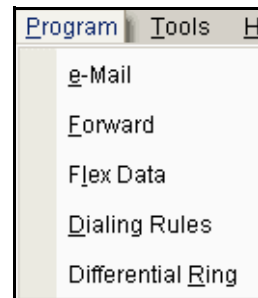 Program Tools H
e-Mail
Forward
Flex Data
Dialing Rules
Differential Ring